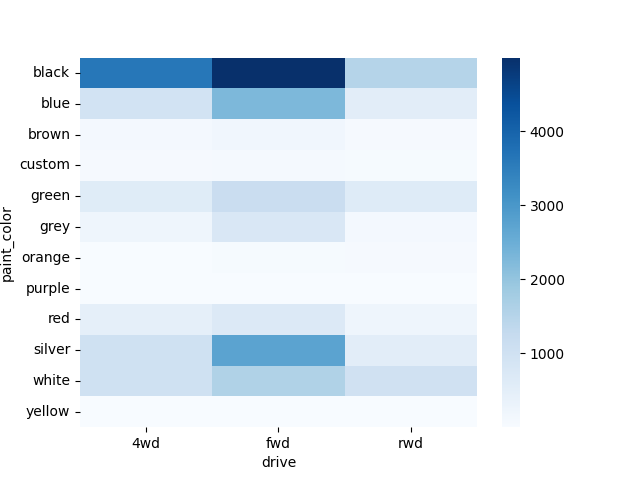 black
blue
brown
custom
green
grey
orange
purple
red
silver
white
yellow
paint_color
4wd fwd rwd
drive
4000
3000
2000
1000